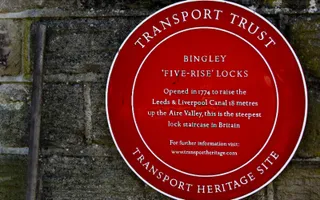 TRANSPORT TRUST
BINGLEY
'FIVE-RISE' LOCKS
Opened in 1774 to raise the
Leeds & Liverpool Canal 18 metres
up the Aire Valley, this is the steepest
lock staircase in Britain
For further information visit:
www.transportheritage.com
TRANSPORT HERITAGE SITE